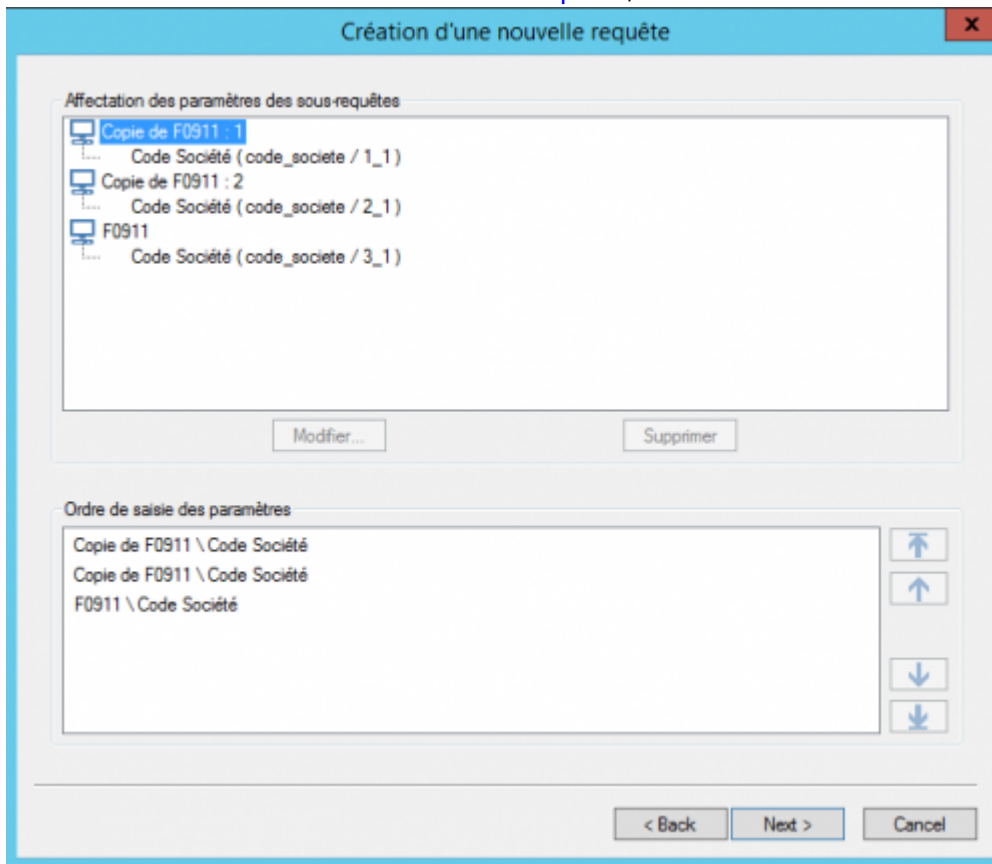 Création d'une nouvelle requête
x
Affectation des paramètres des sous-requêtes
Copie de F0911 : 1
Code Société ( code_societe / 1_1 )
Copie de F0911 : 2
Code Société ( code_societe / 2_1 )
F0911
Code Société ( code_societe / 3_1 )
Modifier... Supprimer
Ordre de saisie des paramètres
Copie de F0911 \ Code Société
Copie de F0911 \ Code Société
F0911 \ Code Société
< Back Next > Cancel